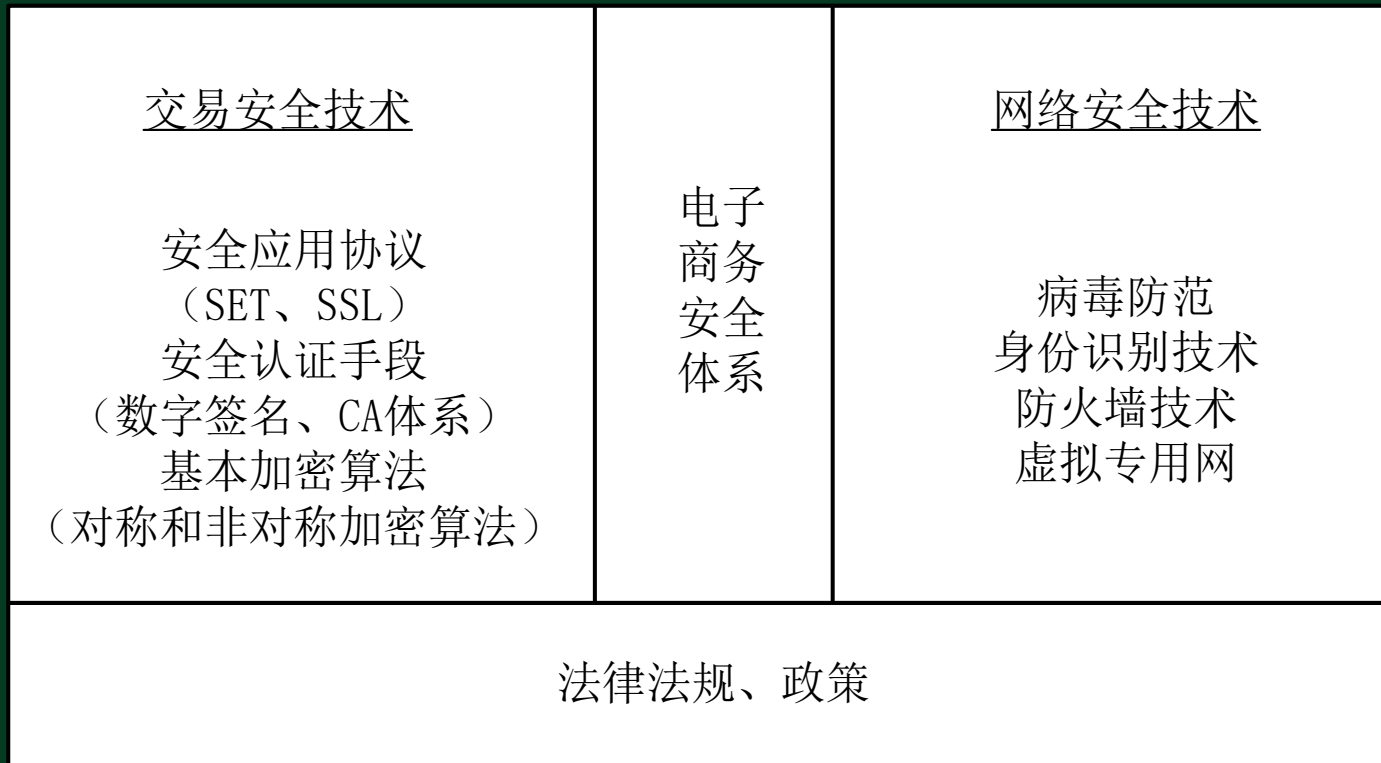 交易安全技术
安全应用协议
（SET、SSL）
安全认证手段
（数字签名、CA体系）
基本加密算法
（对称和非对称加密算法）
电子
商务
安全
体系
网络安全技术
病毒防范
身份识别技术
防火墙技术
虚拟专用网
法律法规、政策